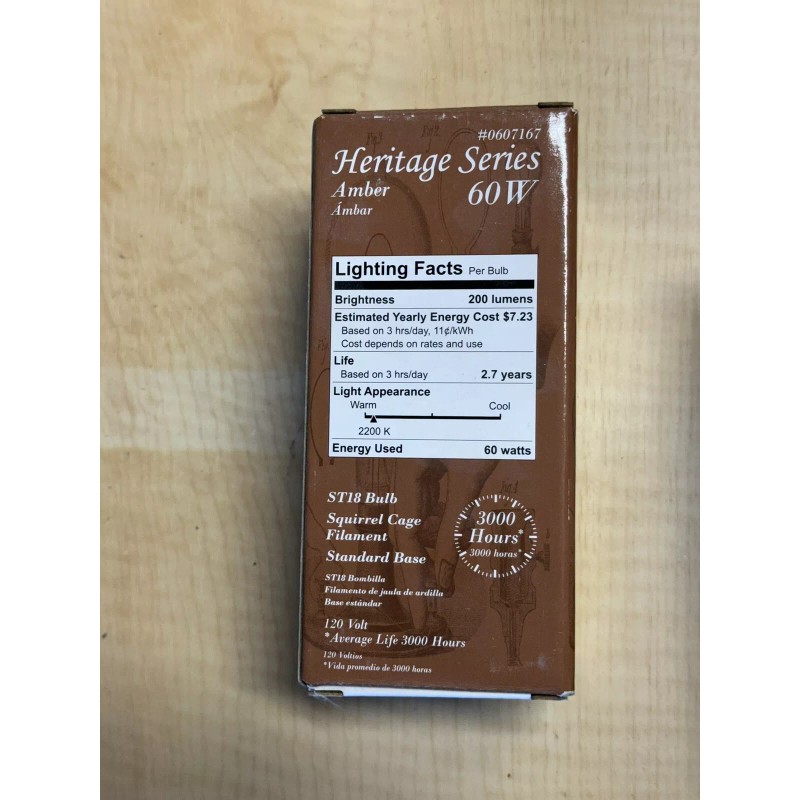 #0607167
Heritage Series
Amber 60W
Ámbar
Lighting Facts Per Bulb
Brightness 200 lumens
Estimated Yearly Energy Cost $7.23
Based on 3 hrs/day, 11¢/kWh
Cost depends on rates and use
Life
Based on 3 hrs/day 2.7 years
Light Appearance
Warm Cool
2200 K
Energy Used 60 watts
ST18 Bulb
Squirrel Cage
Filament
Standard Base
ST18 Bombilla
Filamento de jaula de ardilla
Base estándar
3000
Hours*
3000 horas*
120 Volt
*Average Life 3000 Hours
120 Voltios
*Vida promedio de 3000 horas